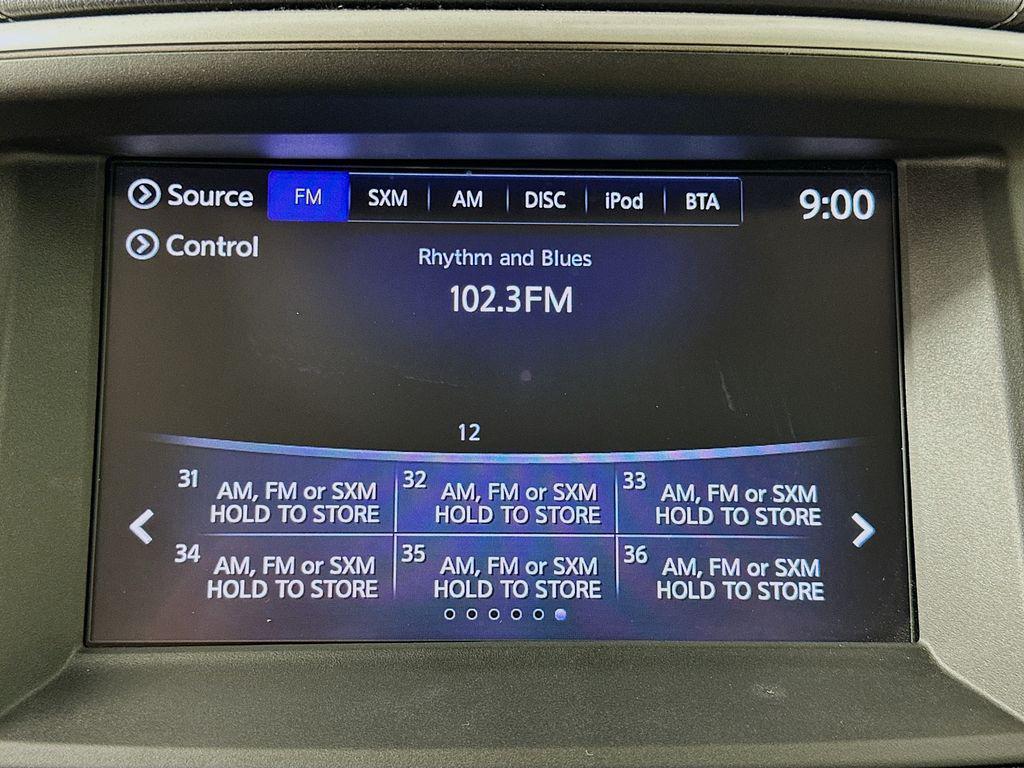 Source FM SXM AM DISC iPod BTA 9:00
Control
Rhythm and Blues
102.3FM
12
31 AM, FM or SXM
HOLD TO STORE
32 AM, FM or SXM
HOLD TO STORE
33 AM, FM or SXM
HOLD TO STORE
34 AM, FM or SXM
HOLD TO STORE
35 AM, FM or SXM
HOLD TO STORE
36 AM, FM or SXM
HOLD TO STORE